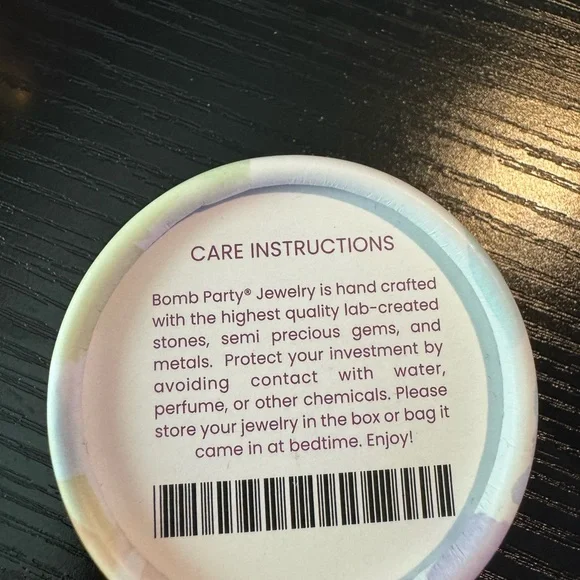 CARE INSTRUCTIONS
Bomb Party® Jewelry is hand crafted
with the highest quality lab-created
stones, semi precious gems, and
metals. Protect your investment by
avoiding contact with water,
perfume, or other chemicals. Please
store your jewelry in the box or bag it
came in at bedtime. Enjoy!